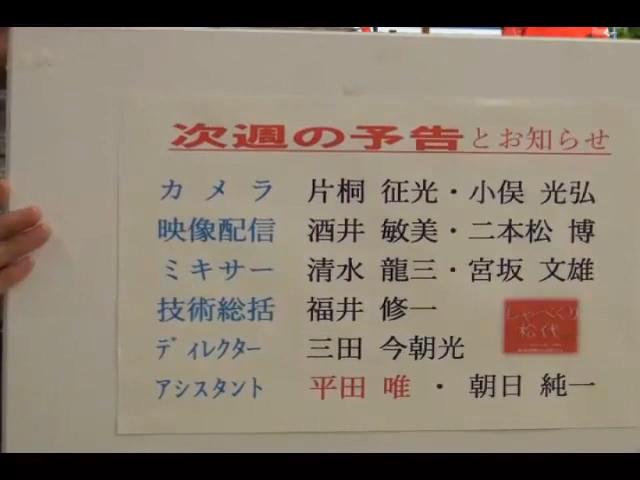 次週の予告とお知らせ
カメラ 片桐 征光・小俣 光弘
映像配信 酒井 敏美・二本松 博
ミキサー 清水 龍三・宮坂 文雄
技術総括 福井 修一
ディレクター 三田 今朝光
アシスタント 平田 唯 ・ 朝日 純一
しゃべくり
松代